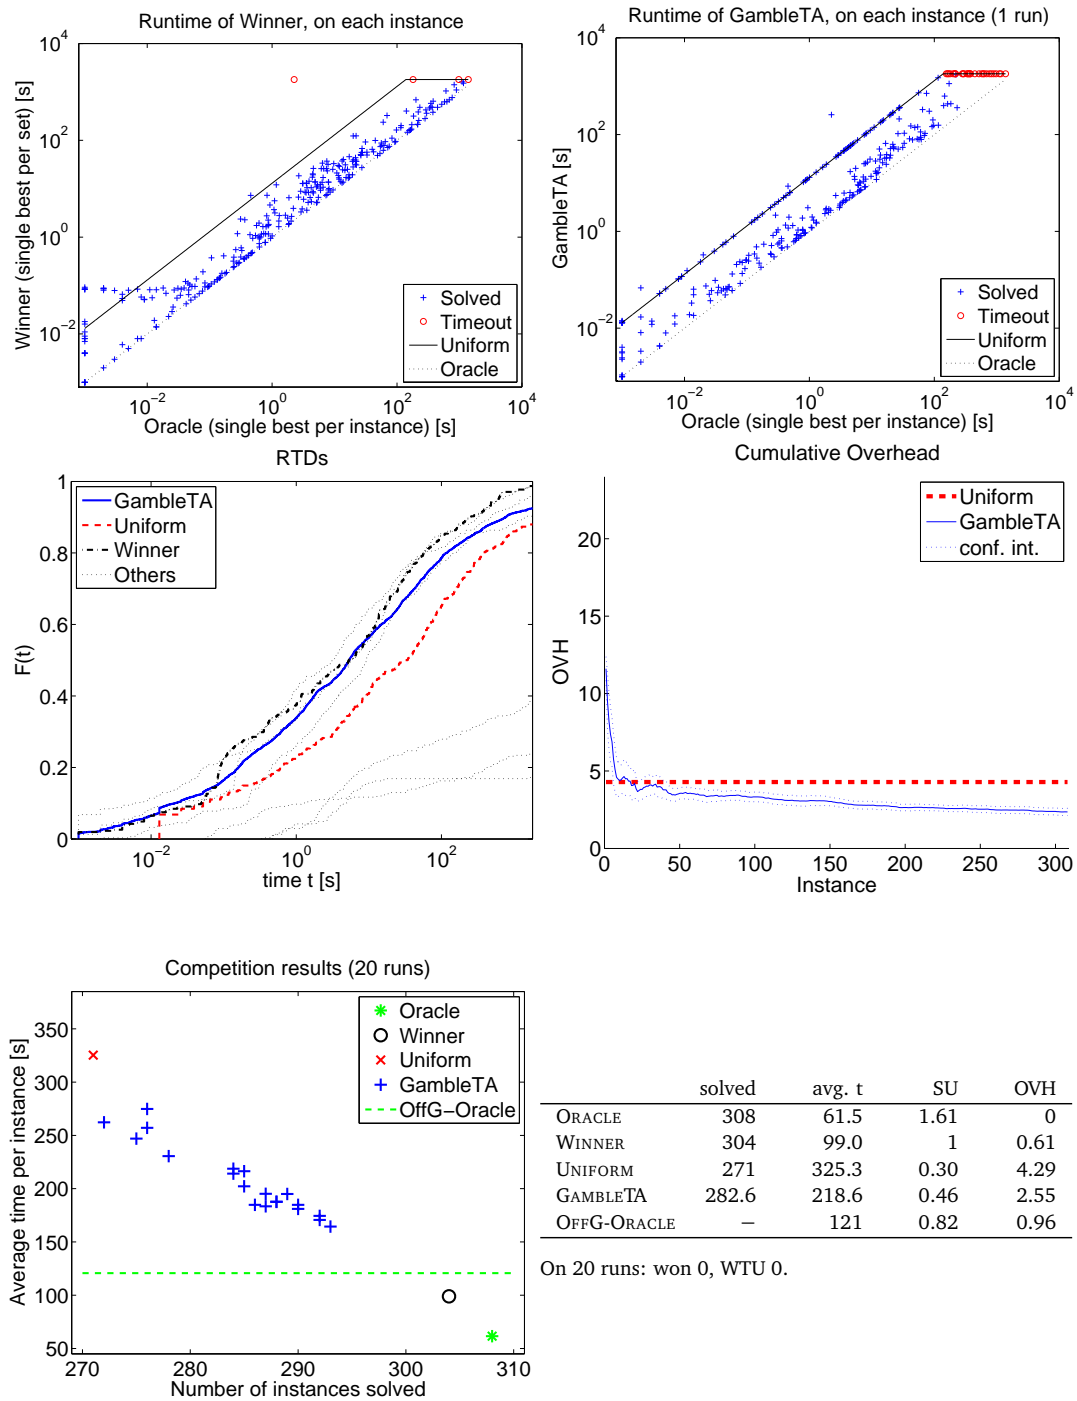 Runtime of Winner, on each instance
Winner (single best per set) [s]
10^4
10^2
10^0
10^−2
10^−2
10^0
10^2
10^4
Oracle (single best per instance) [s]
Solved
Timeout
Uniform
Oracle
Runtime of GambleTA, on each instance (1 run)
GambleTA [s]
10^4
10^2
10^0
10^−2
10^−2
10^0
10^2
10^4
Oracle (single best per instance) [s]
Solved
Timeout
Uniform
Oracle
RTDs
F(t)
1
0.8
0.6
0.4
0.2
0
10^−2
10^0
10^2
time t [s]
GambleTA
Uniform
Winner
Others
Cumulative Overhead
OVH
20
15
10
5
0
0 50 100 150 200 250 300
Instance
Uniform
GambleTA
conf. int.
Competition results (20 runs)
Average time per instance [s]
350
300
250
200
150
100
50
270 280 290 300 310
Number of instances solved
Oracle
Winner
Uniform
GambleTA
OffG−Oracle
solved avg. t SU OVH
ORACLE 308 61.5 1.61 0
WINNER 304 99.0 1 0.61
UNIFORM 271 325.3 0.30 4.29
GAMBLETA 282.6 218.6 0.46 2.55
OFFG-ORACLE – 121 0.82 0.96
On 20 runs: won 0, WTU 0.